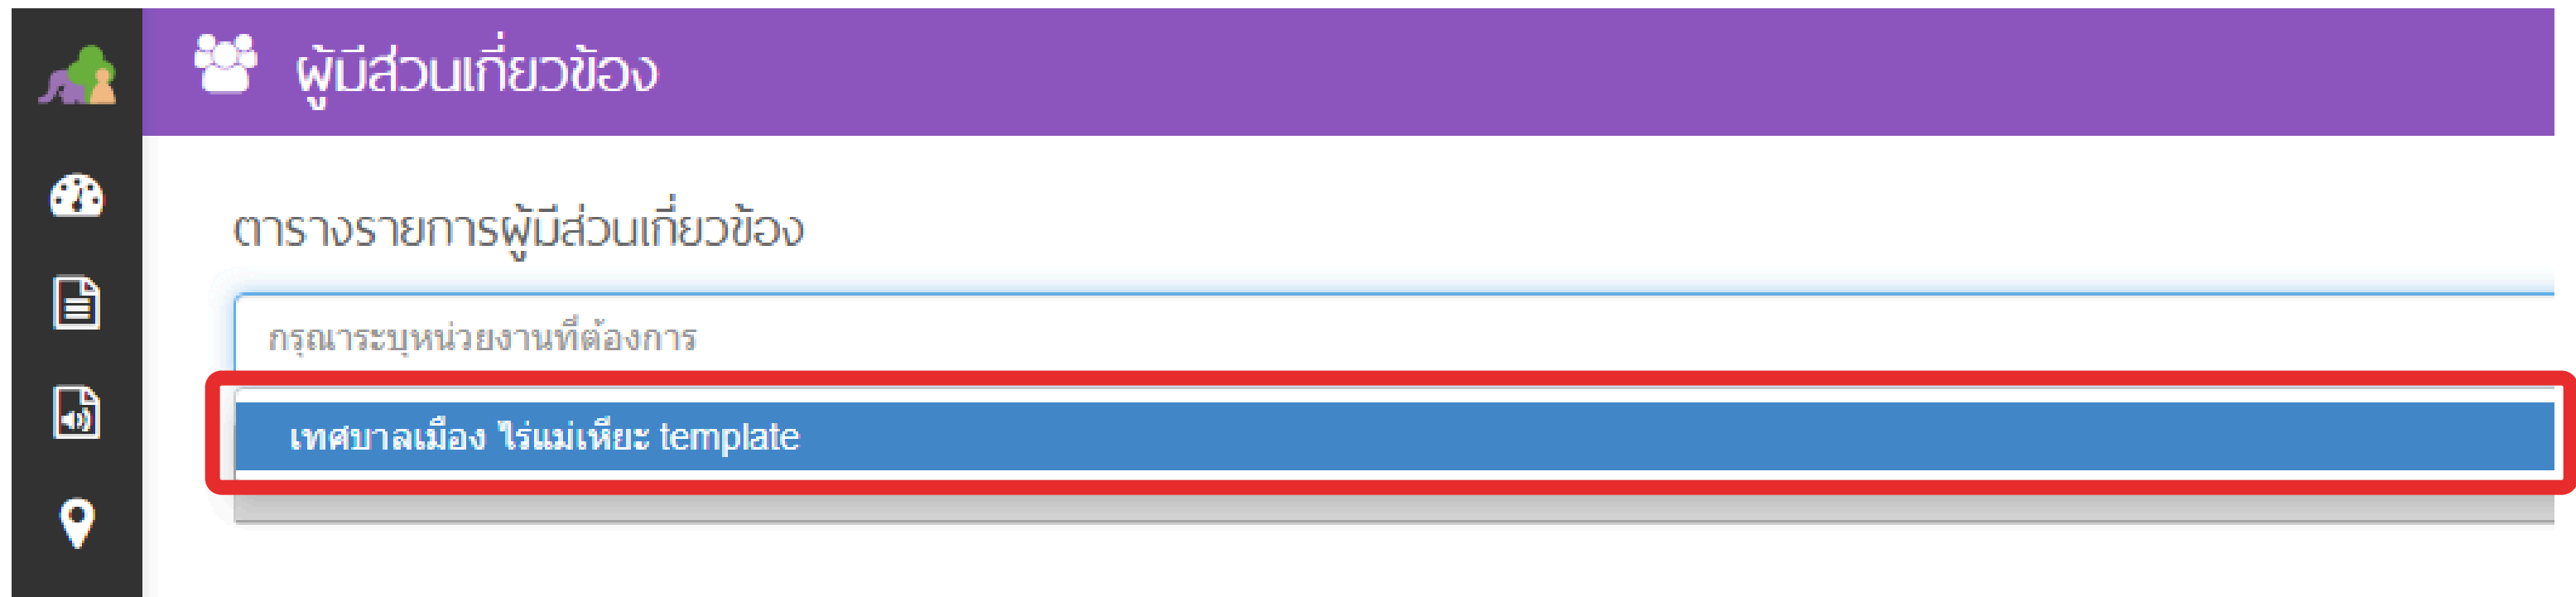 ผู้มีส่วนเกี่ยวข้อง
ตารางรายการผู้มีส่วนเกี่ยวข้อง
กรุณาระบุหน่วยงานที่ต้องการ
เทศบาลเมือง ไร่แม่เหียะ template